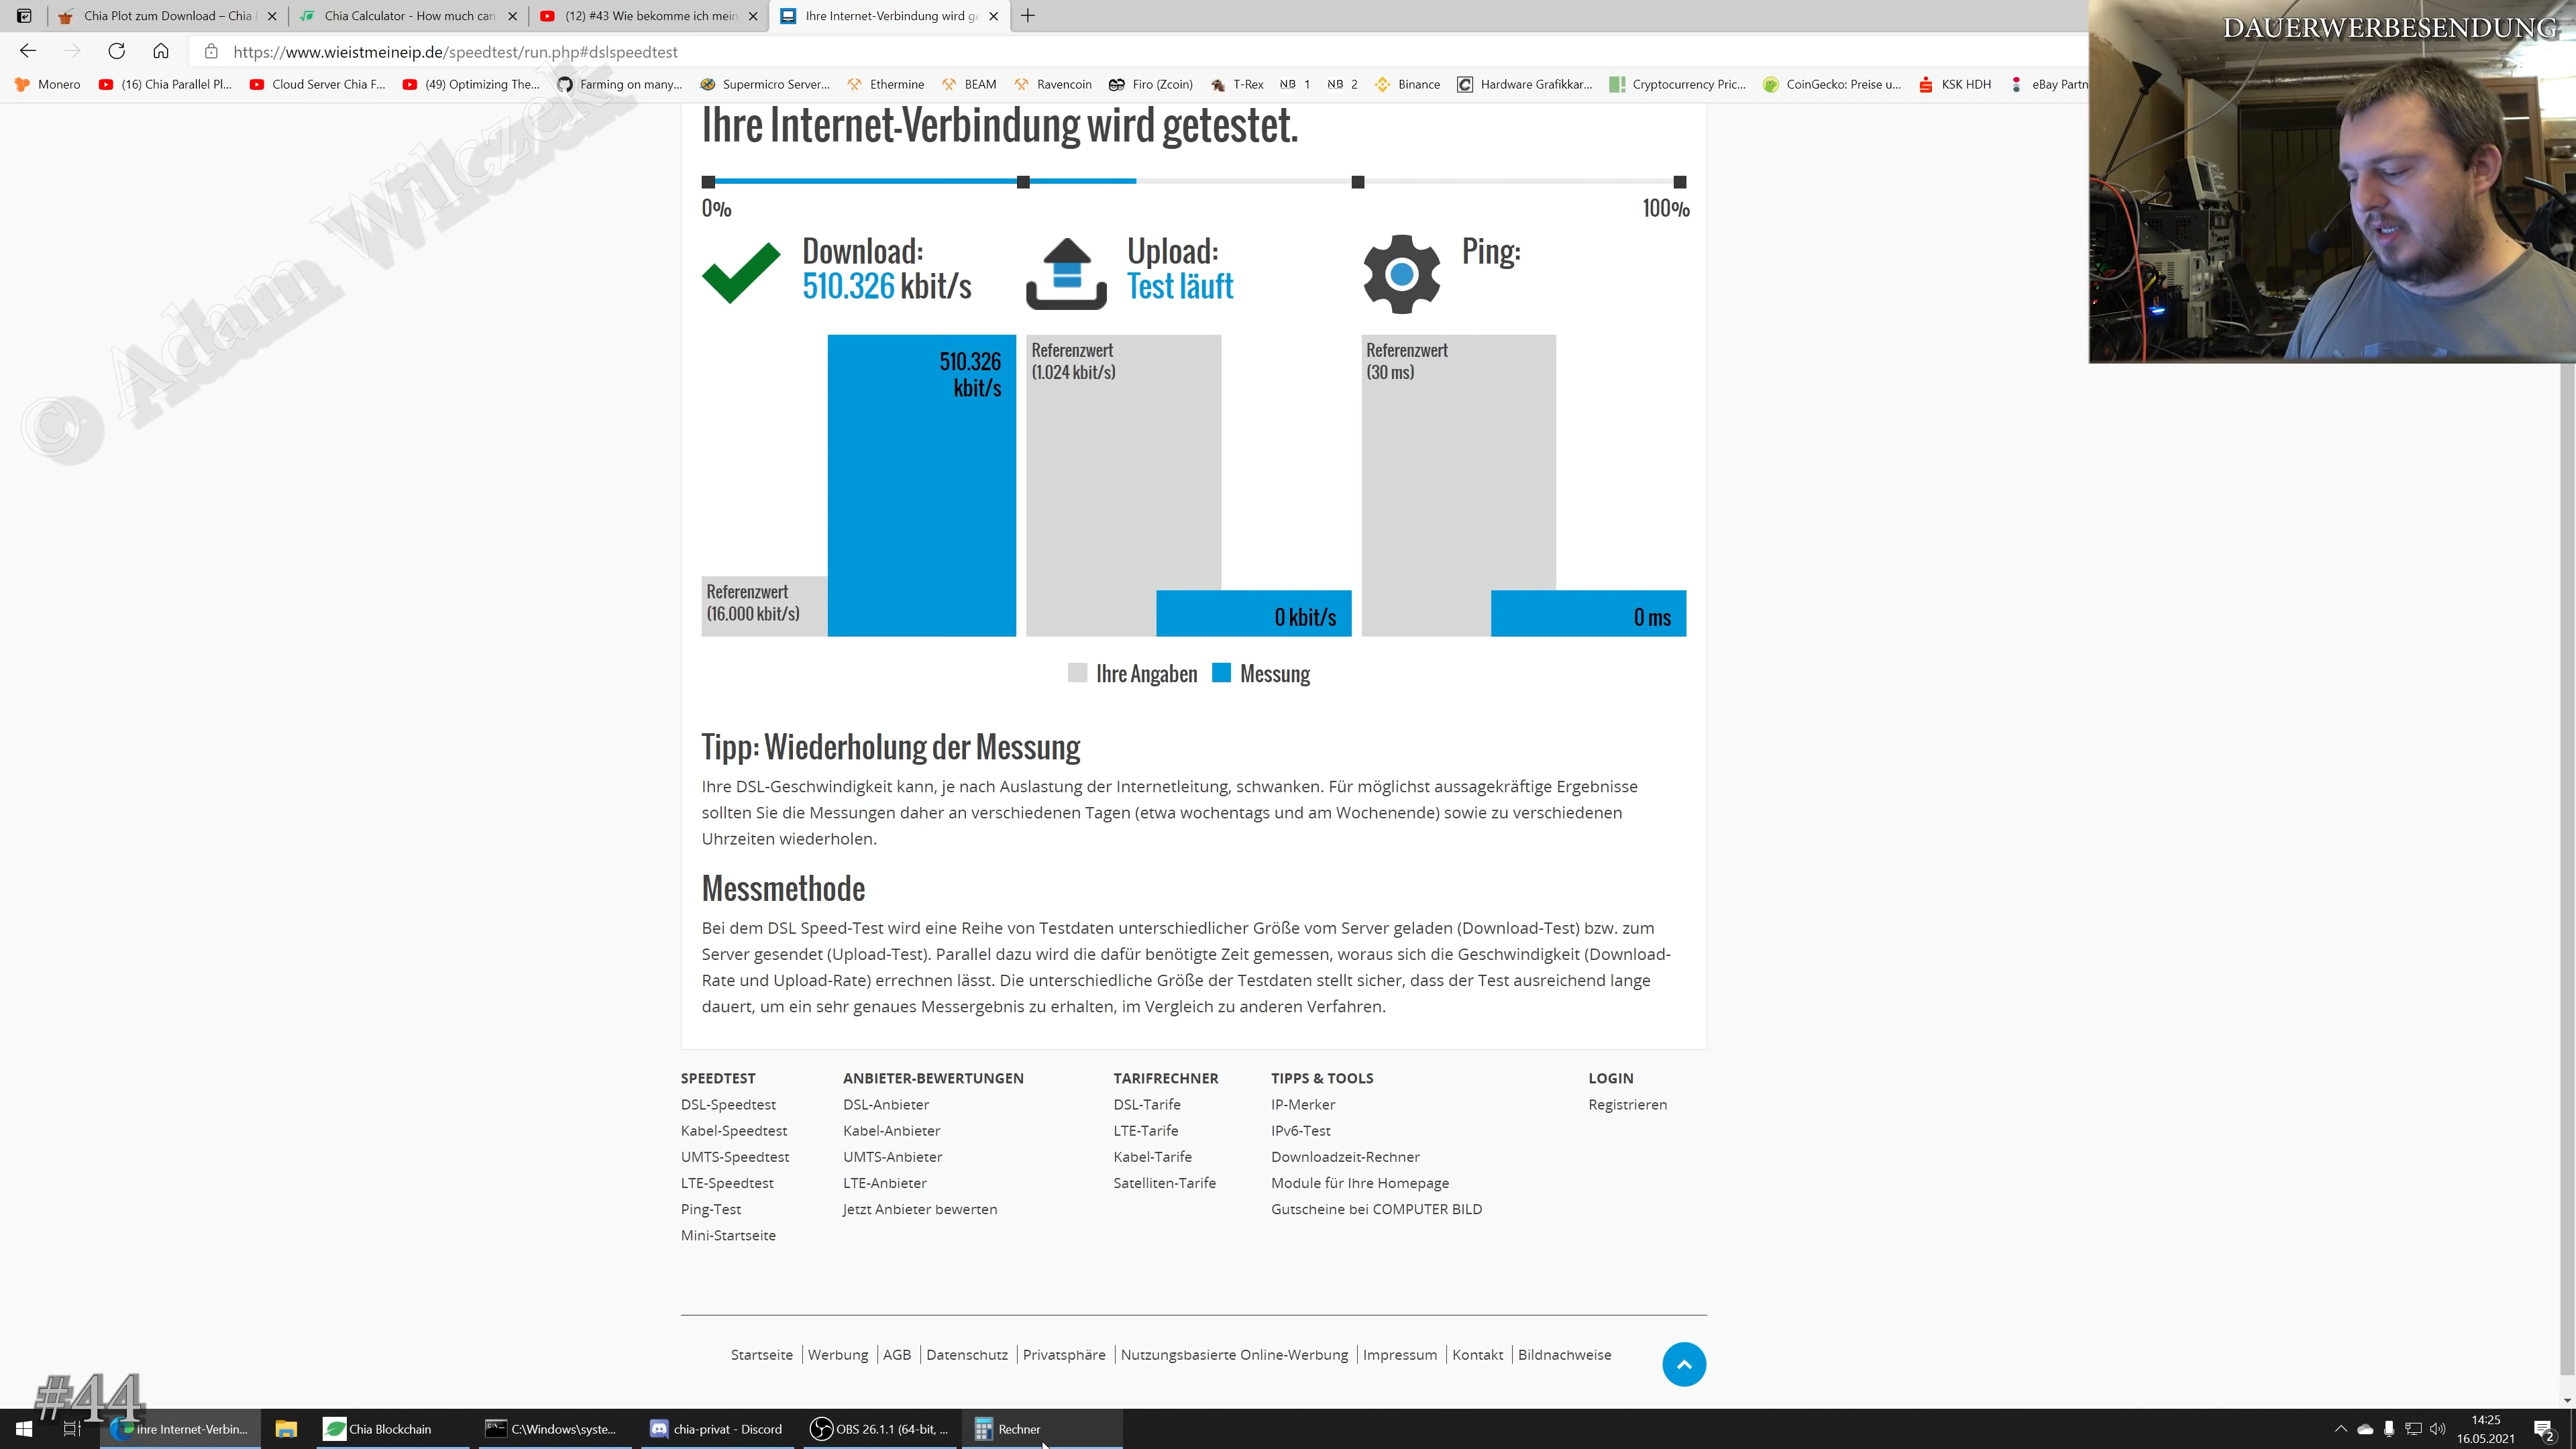 Chia Plot zum Download – Chia
Chia Calculator - How much can
(12) #43 Wie bekomme ich mein
Ihre Internet-Verbindung wird ge
DAUERWERBESENDUNG
https://www.wieistmeineip.de/speedtest/run.php#dslspeedtest
Monero
(16) Chia Parallel Pl...
Cloud Server Chia F...
(49) Optimizing The...
Farming on many...
Supermicro Server...
Ethermine
BEAM
Ravencoin
Firo (Zcoin)
T-Rex
NB 1
NB 2
Binance
Hardware Grafikkar...
Cryptocurrency Pric...
CoinGecko: Preise u...
KSK HDH
eBay Partn
© Adam Wilczek
Ihre Internet-Verbindung wird getestet.
0%
100%
Download:
510.326 kbit/s
Upload:
Test läuft
Ping:
510.326
kbit/s
Referenzwert
(16.000 kbit/s)
Referenzwert
(1.024 kbit/s)
0 kbit/s
Referenzwert
(30 ms)
0 ms
Ihre Angaben
Messung
Tipp: Wiederholung der Messung
Ihre DSL-Geschwindigkeit kann, je nach Auslastung der Internetleitung, schwanken. Für möglichst aussagekräftige Ergebnisse
sollten Sie die Messungen daher an verschiedenen Tagen (etwa wochentags und am Wochenende) sowie zu verschiedenen
Uhrzeiten wiederholen.
Messmethode
Bei dem DSL Speed-Test wird eine Reihe von Testdaten unterschiedlicher Größe vom Server geladen (Download-Test) bzw. zum
Server gesendet (Upload-Test). Parallel dazu wird die dafür benötigte Zeit gemessen, woraus sich die Geschwindigkeit (Download-
Rate und Upload-Rate) errechnen lässt. Die unterschiedliche Größe der Testdaten stellt sicher, dass der Test ausreichend lange
dauert, um ein sehr genaues Messergebnis zu erhalten, im Vergleich zu anderen Verfahren.
SPEEDTEST
DSL-Speedtest
Kabel-Speedtest
UMTS-Speedtest
LTE-Speedtest
Ping-Test
Mini-Startseite
ANBIETER-BEWERTUNGEN
DSL-Anbieter
Kabel-Anbieter
UMTS-Anbieter
LTE-Anbieter
Jetzt Anbieter bewerten
TARIFRECHNER
DSL-Tarife
LTE-Tarife
Kabel-Tarife
Satelliten-Tarife
TIPPS & TOOLS
IP-Merker
IPv6-Test
Downloadzeit-Rechner
Module für Ihre Homepage
Gutscheine bei COMPUTER BILD
LOGIN
Registrieren
Startseite
Werbung
AGB
Datenschutz
Privatsphäre
Nutzungsbasierte Online-Werbung
Impressum
Kontakt
Bildnachweise
#44
Ihre Internet-Verbin...
Chia Blockchain
C:\Windows\syste...
chia-privat - Discord
OBS 26.1.1 (64-bit, ...
Rechner
14:25
16.05.2021
2